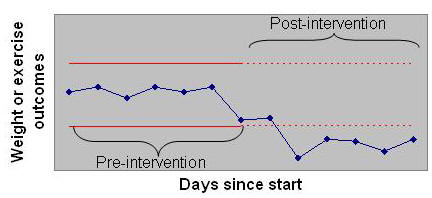 Post-intervention
Weight or exercise
outcomes
Pre-intervention
Days since start